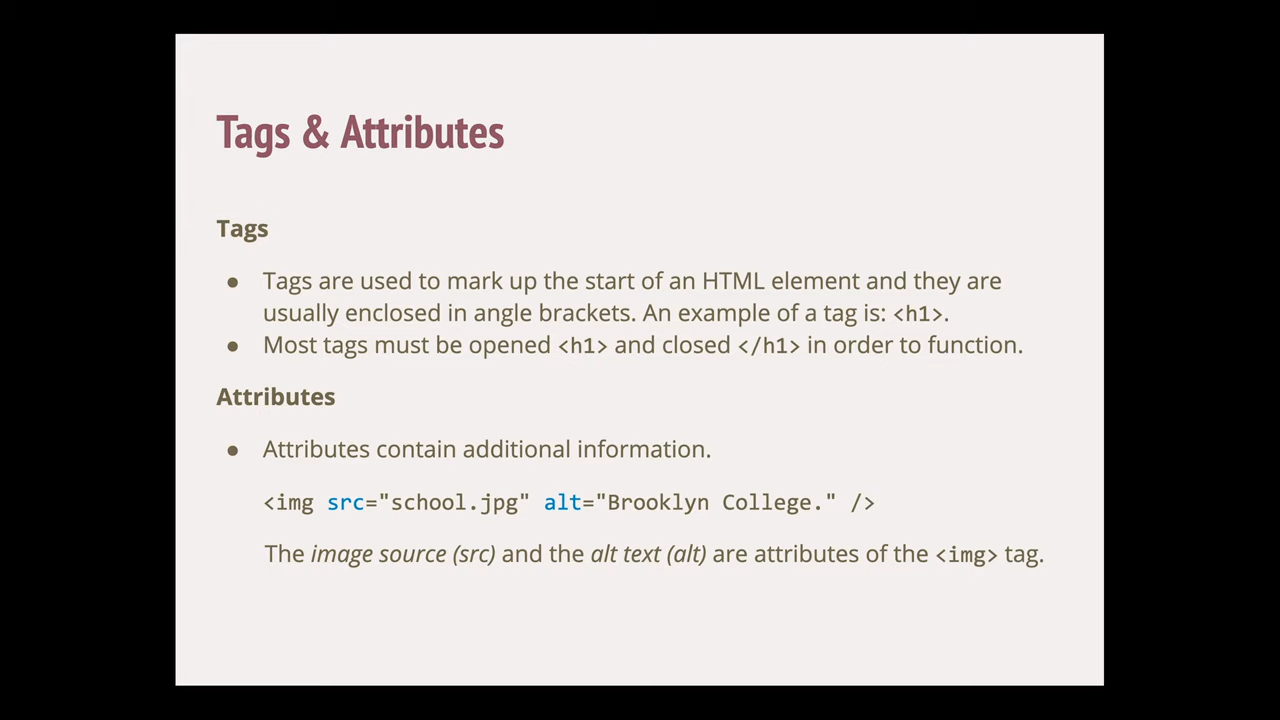 Tags & Attributes
Tags
● Tags are used to mark up the start of an HTML element and they are
usually enclosed in angle brackets. An example of a tag is: <h1>.
● Most tags must be opened <h1> and closed </h1> in order to function.
Attributes
● Attributes contain additional information.
<img src="school.jpg" alt="Brooklyn College." />
The image source (src) and the alt text (alt) are attributes of the <img> tag.